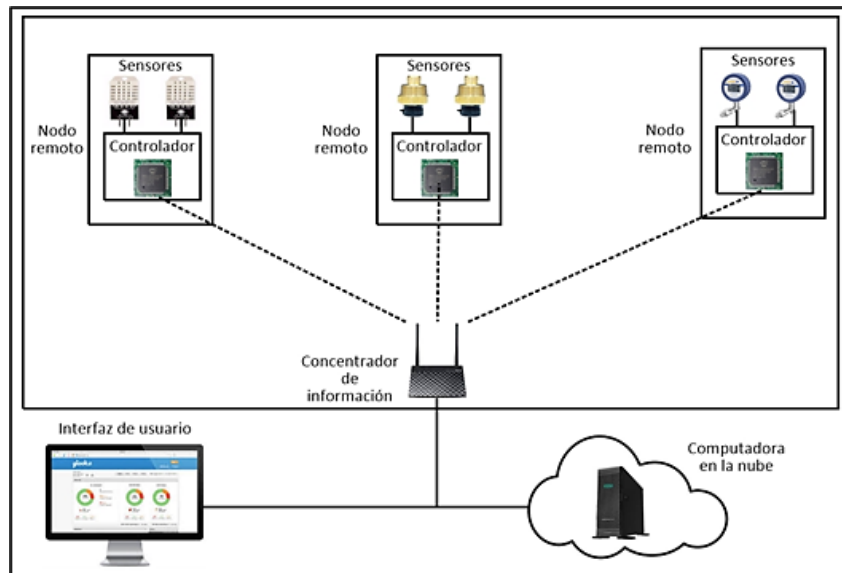 Sensores
Nodo
remoto
Controlador
Sensores
Nodo
remoto
Controlador
Sensores
Nodo
remoto
Controlador
Concentrador
de
información
Interfaz de usuario
Computadora
en la nube